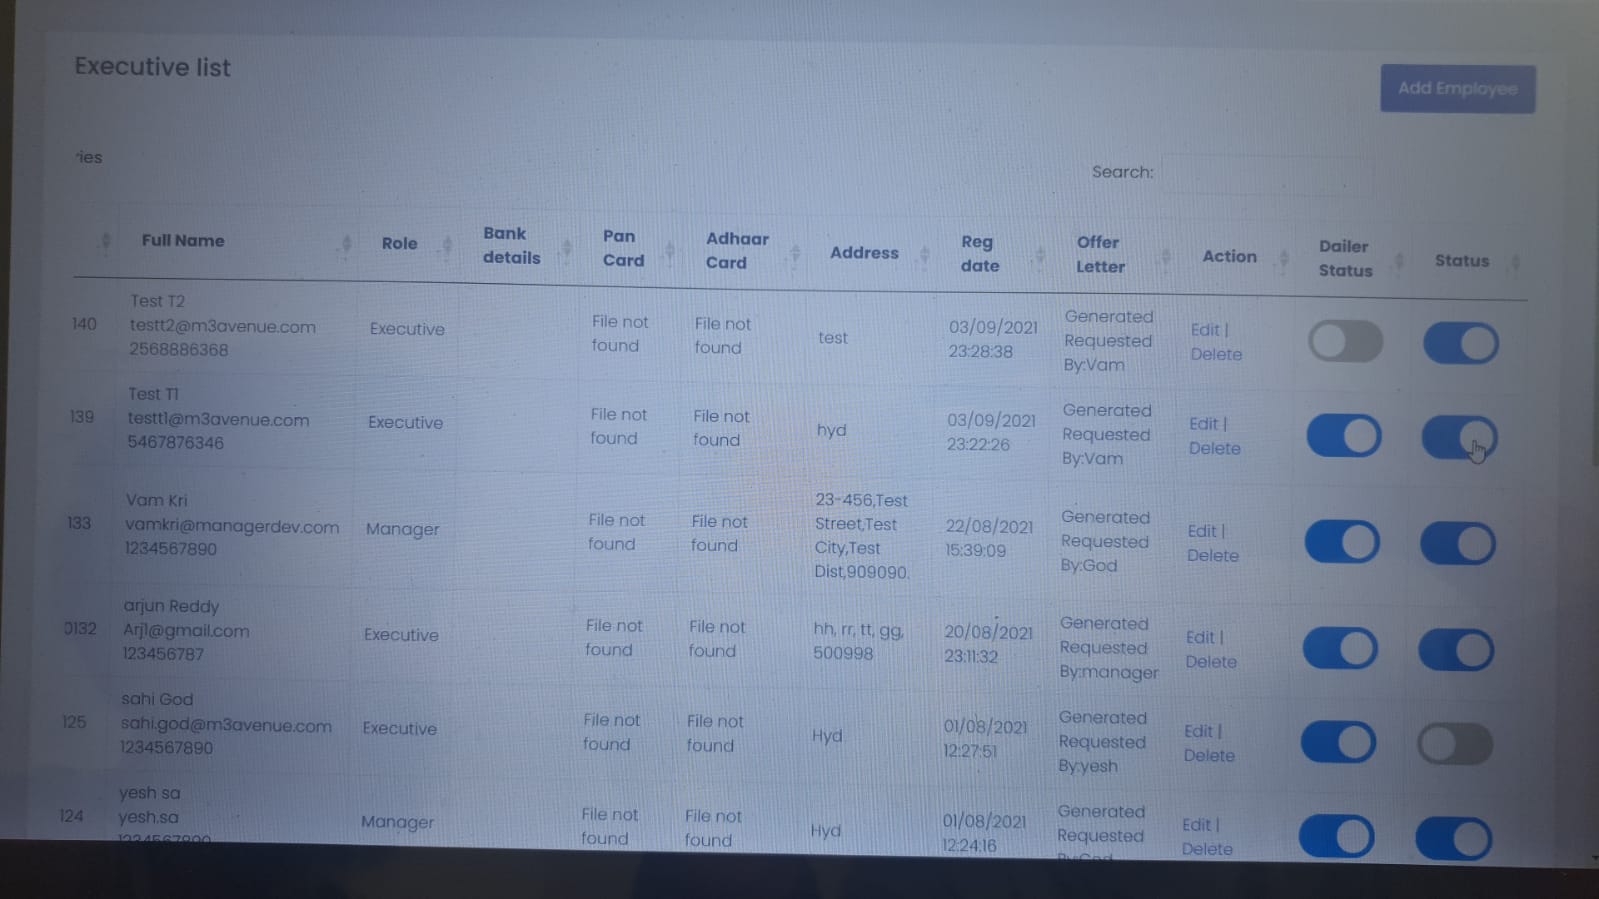 Executive list
Add Employee
ries
Search:
Full Name
Role
Bank details
Pan Card
Adhaar Card
Address
Reg date
Offer Letter
Action
Dailer Status
Status
140
Test T2
testt2@m3avenue.com
2568886368
Executive
File not found
File not found
test
03/09/2021
23:28:38
Generated
Requested
By:Vam
Edit |
Delete
139
Test T1
testt1@m3avenue.com
5467876346
Executive
File not found
File not found
hyd
03/09/2021
23:22:26
Generated
Requested
By:Vam
Edit |
Delete
133
Vam Kri
vamkri@managerdev.com
1234567890
Manager
File not found
File not found
23-456,Test
Street,Test
City,Test
Dist,909090.
22/08/2021
15:39:09
Generated
Requested
By:God
Edit |
Delete
0132
arjun Reddy
Arj1@gmail.com
123456787
Executive
File not found
File not found
hh, rr, tt, gg,
500998
20/08/2021
23:11:32
Generated
Requested
By:manager
Edit |
Delete
125
sahi God
sahi.god@m3avenue.com
1234567890
Executive
File not found
File not found
Hyd
01/08/2021
12:27:51
Generated
Requested
By:yesh
Edit |
Delete
124
yesh sa
yesh.sa
1234567890
Manager
File not found
File not found
Hyd
01/08/2021
12:24:16
Generated
Requested
By:God
Edit |
Delete